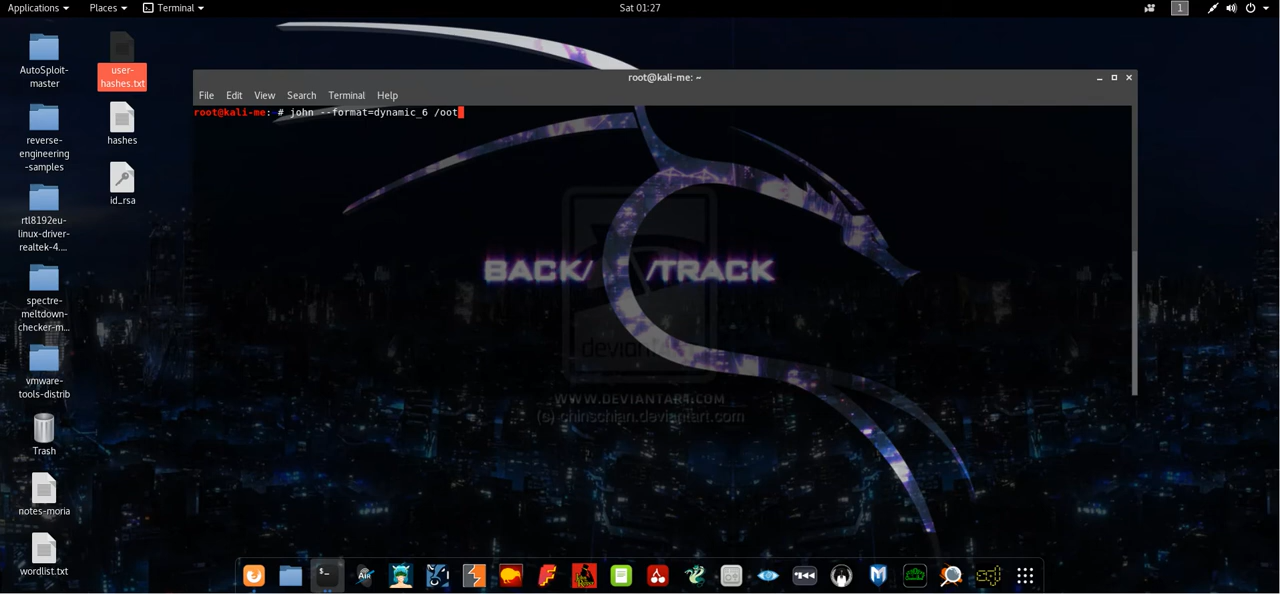 Applications Places Terminal Sat 01:27 1
AutoSploit-
master
user-
hashes.txt
reverse-
engineering
-samples
hashes
rtl8192eu-
linux-driver-
realtek-4....
id_rsa
spectre-
meltdown-
checker-m...
vmware-
tools-distrib
Trash
notes-moria
wordlist.txt
root@kali-me: ~
File Edit View Search Terminal Help
root@kali-me: # john --format=dynamic_6 /oot
BACK/ /TRACK
deviant
WWW.DEVIANTART.COM
(s) chinschian.deviantart.com